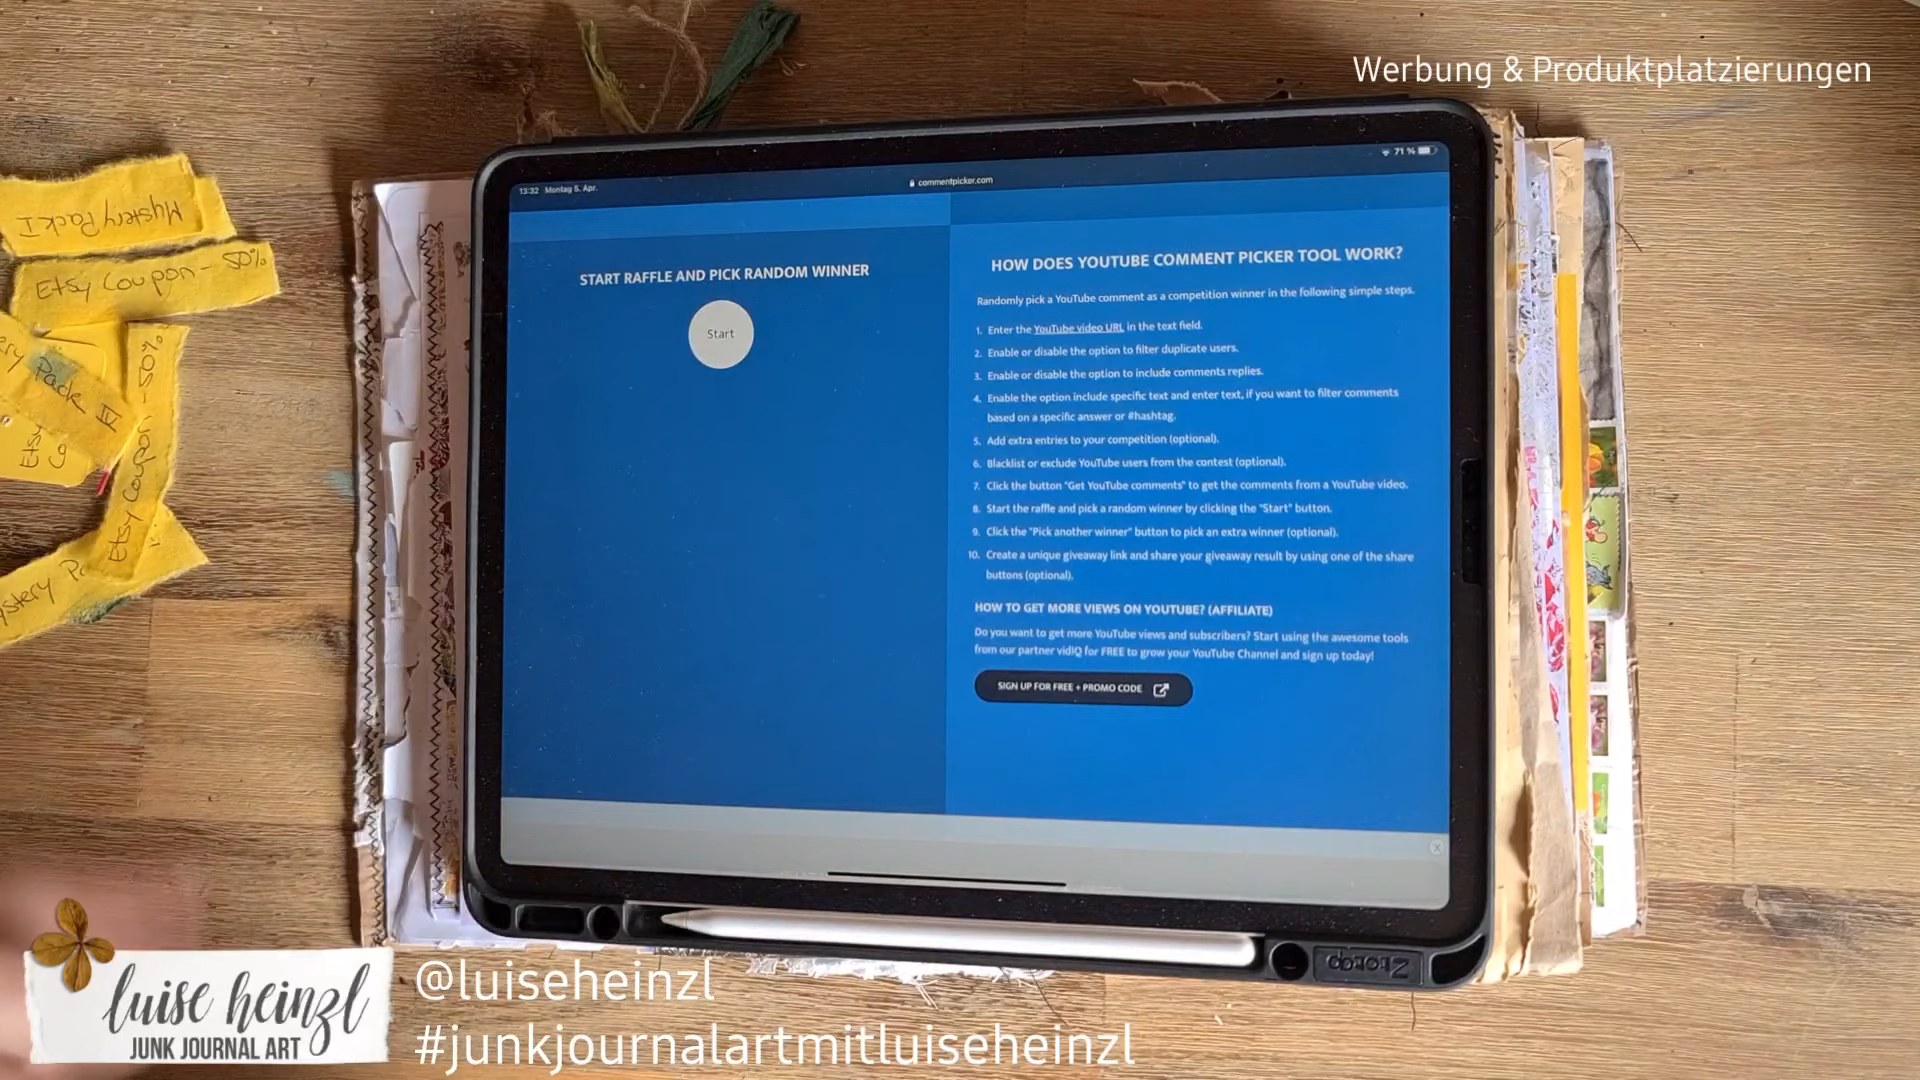 Werbung & Produktplatzierungen
13:32 Montag 5. Apr.
commentpicker.com
71 %
START RAFFLE AND PICK RANDOM WINNER
Start
HOW DOES YOUTUBE COMMENT PICKER TOOL WORK?
Randomly pick a YouTube comment as a competition winner in the following simple steps.
1. Enter the YouTube video URL in the text field.
2. Enable or disable the option to filter duplicate users.
3. Enable or disable the option to include comments replies.
4. Enable the option include specific text and enter text, if you want to filter comments
based on a specific answer or #hashtag.
5. Add extra entries to your competition (optional).
6. Blacklist or exclude YouTube users from the contest (optional).
7. Click the button "Get YouTube comments" to get the comments from a YouTube video.
8. Start the raffle and pick a random winner by clicking the "Start" button.
9. Click the "Pick another winner" button to pick an extra winner (optional).
10. Create a unique giveaway link and share your giveaway result by using one of the share
buttons (optional).
HOW TO GET MORE VIEWS ON YOUTUBE? (AFFILIATE)
Do you want to get more YouTube views and subscribers? Start using the awesome tools
from our partner vidIQ for FREE to grow your YouTube Channel and sign up today!
SIGN UP FOR FREE + PROMO CODE
Mystery Pack I
Etsy Coupon - 50%
Pack II
Etsy
Co
Etsy Coupon - 50%
Ztotop
luise heinzl
JUNK JOURNAL ART
@luiseheinzl
#junkjournalartmitluiseheinzl